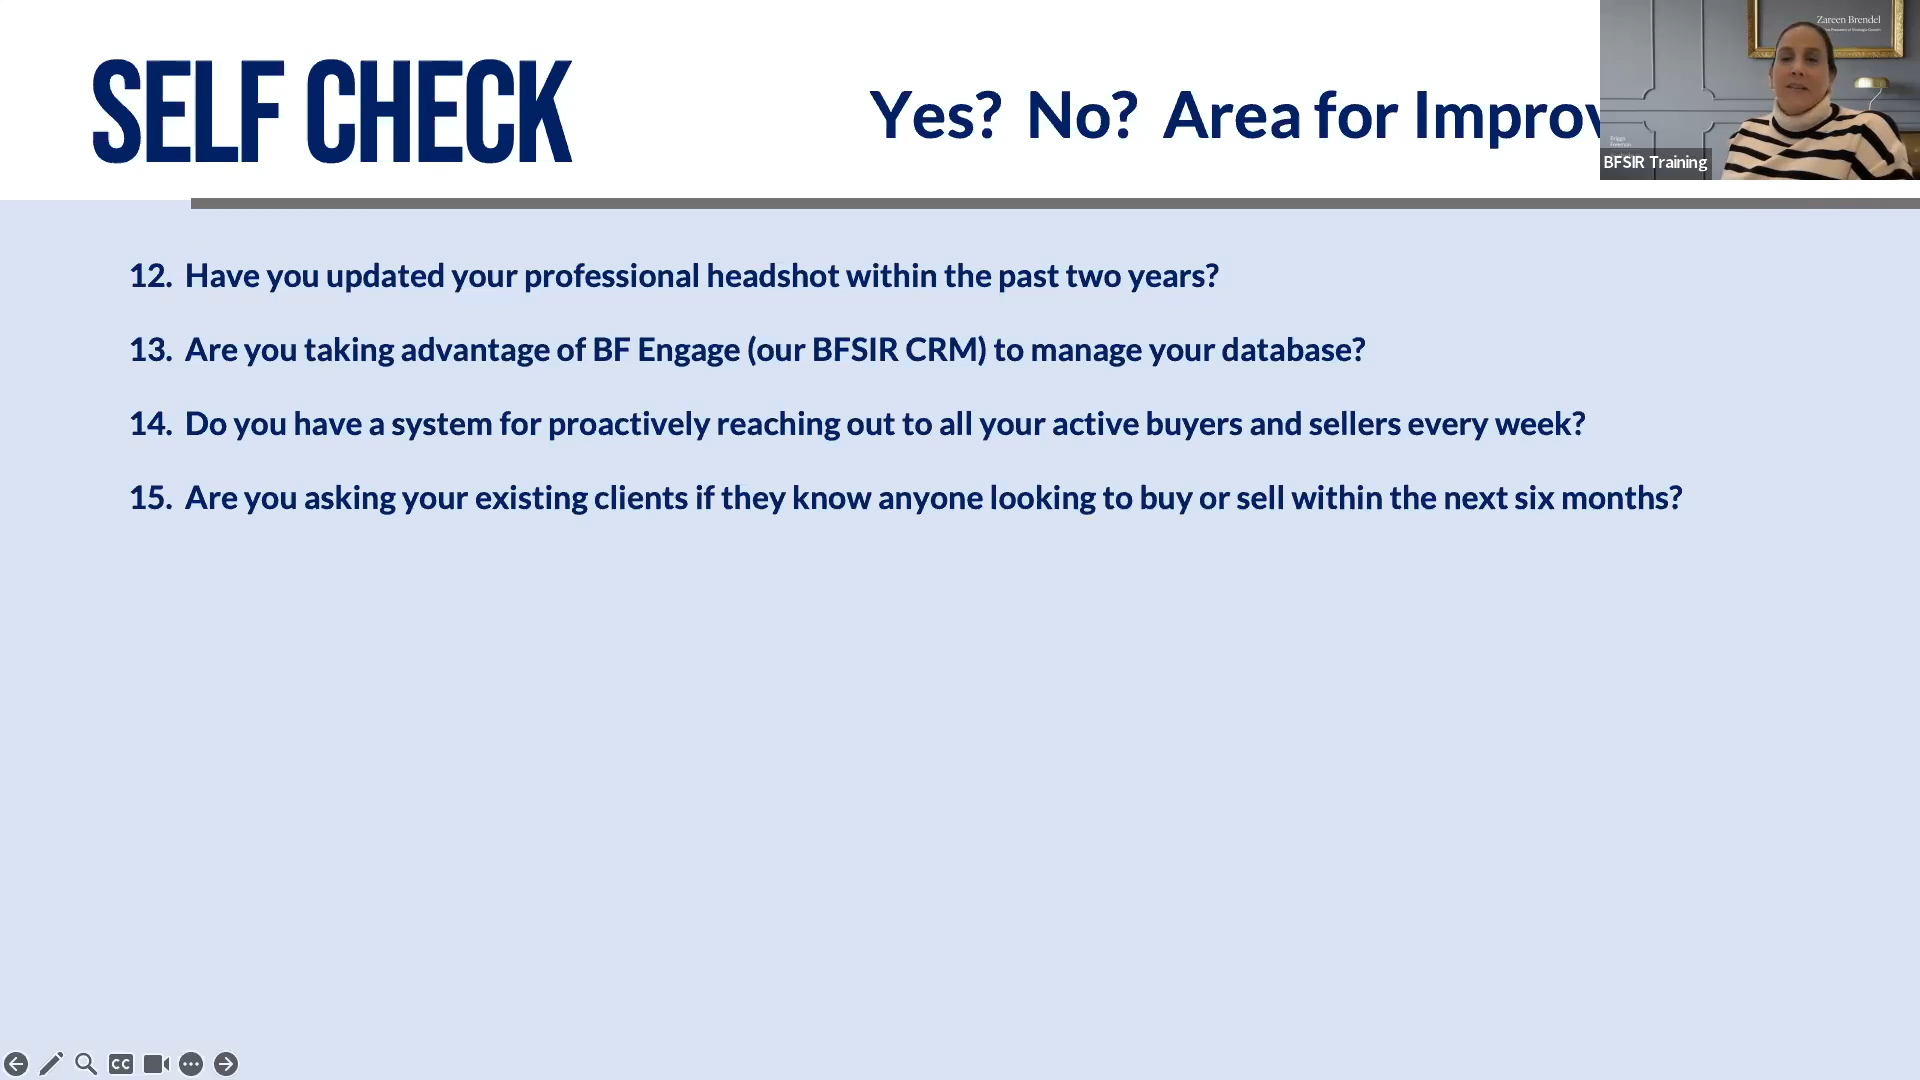 SELF CHECK
Yes? No? Area for Improv
Zareen Brendel
BFSIR Training
12. Have you updated your professional headshot within the past two years?
13. Are you taking advantage of BF Engage (our BFSIR CRM) to manage your database?
14. Do you have a system for proactively reaching out to all your active buyers and sellers every week?
15. Are you asking your existing clients if they know anyone looking to buy or sell within the next six months?
CC